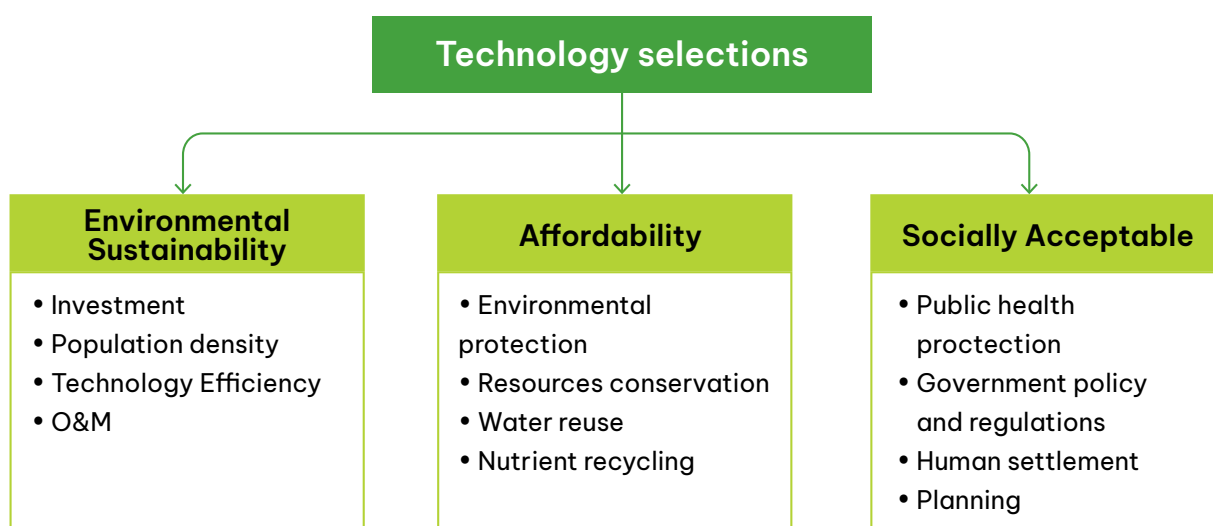 Technology selections
Environmental
Sustainability
• Investment
• Population density
• Technology Efficiency
• O&M
Affordability
• Environmental
protection
• Resources conservation
• Water reuse
• Nutrient recycling
Socially Acceptable
• Public health
proctection
• Government policy
and regulations
• Human settlement
• Planning